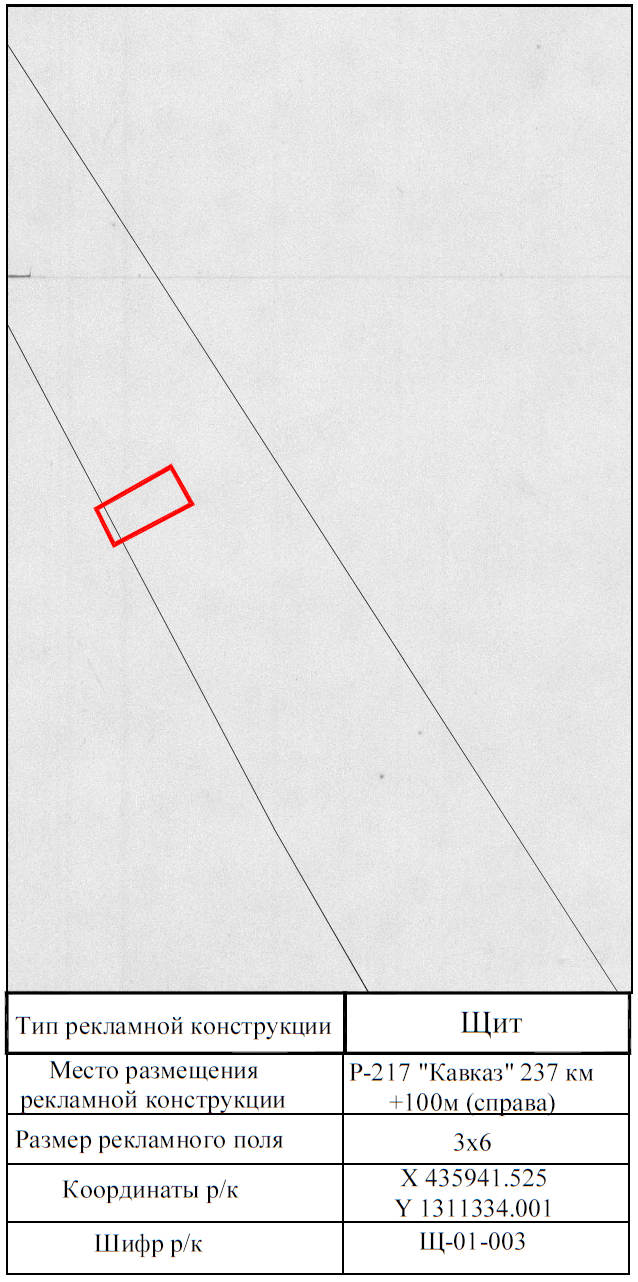 Тип рекламной конструкции
Щит
Место размещения
рекламной конструкции
Р-217 "Кавказ" 237 км
+100м (справа)
Размер рекламного поля
3х6
Координаты р/к
X 435941.525
Y 1311334.001
Шифр р/к
Щ-01-003